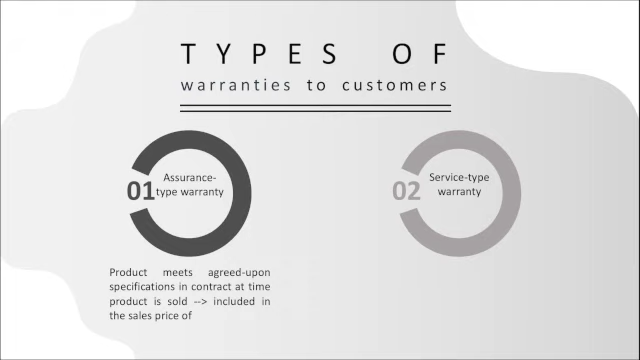 TYPES OF
warranties to customers
01
Assurance-
type warranty
Product meets agreed-upon
specifications in contract at time
product is sold --> included in
the sales price of
02
Service-type
warranty